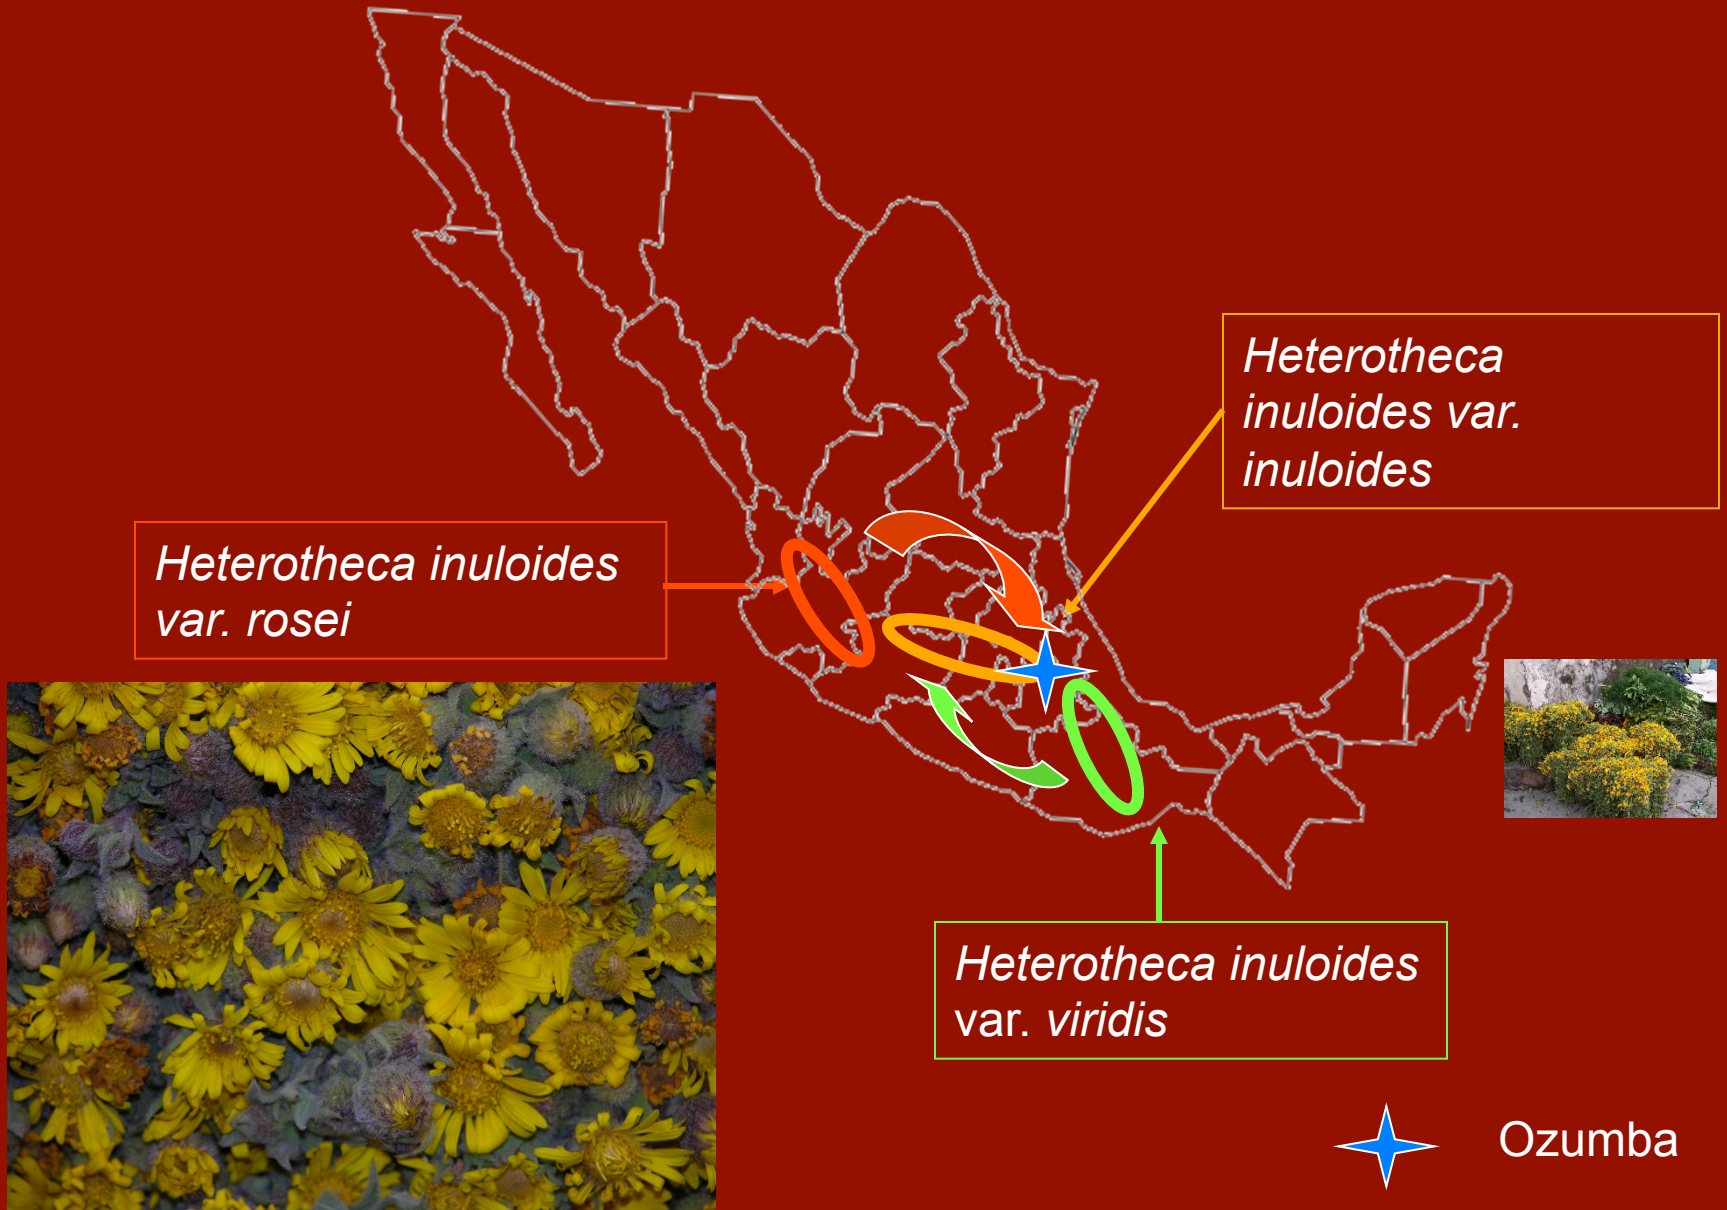 Heterotheca
inuloides var.
inuloides
Heterotheca inuloides
var. rosei
Heterotheca inuloides
var. viridis
Ozumba